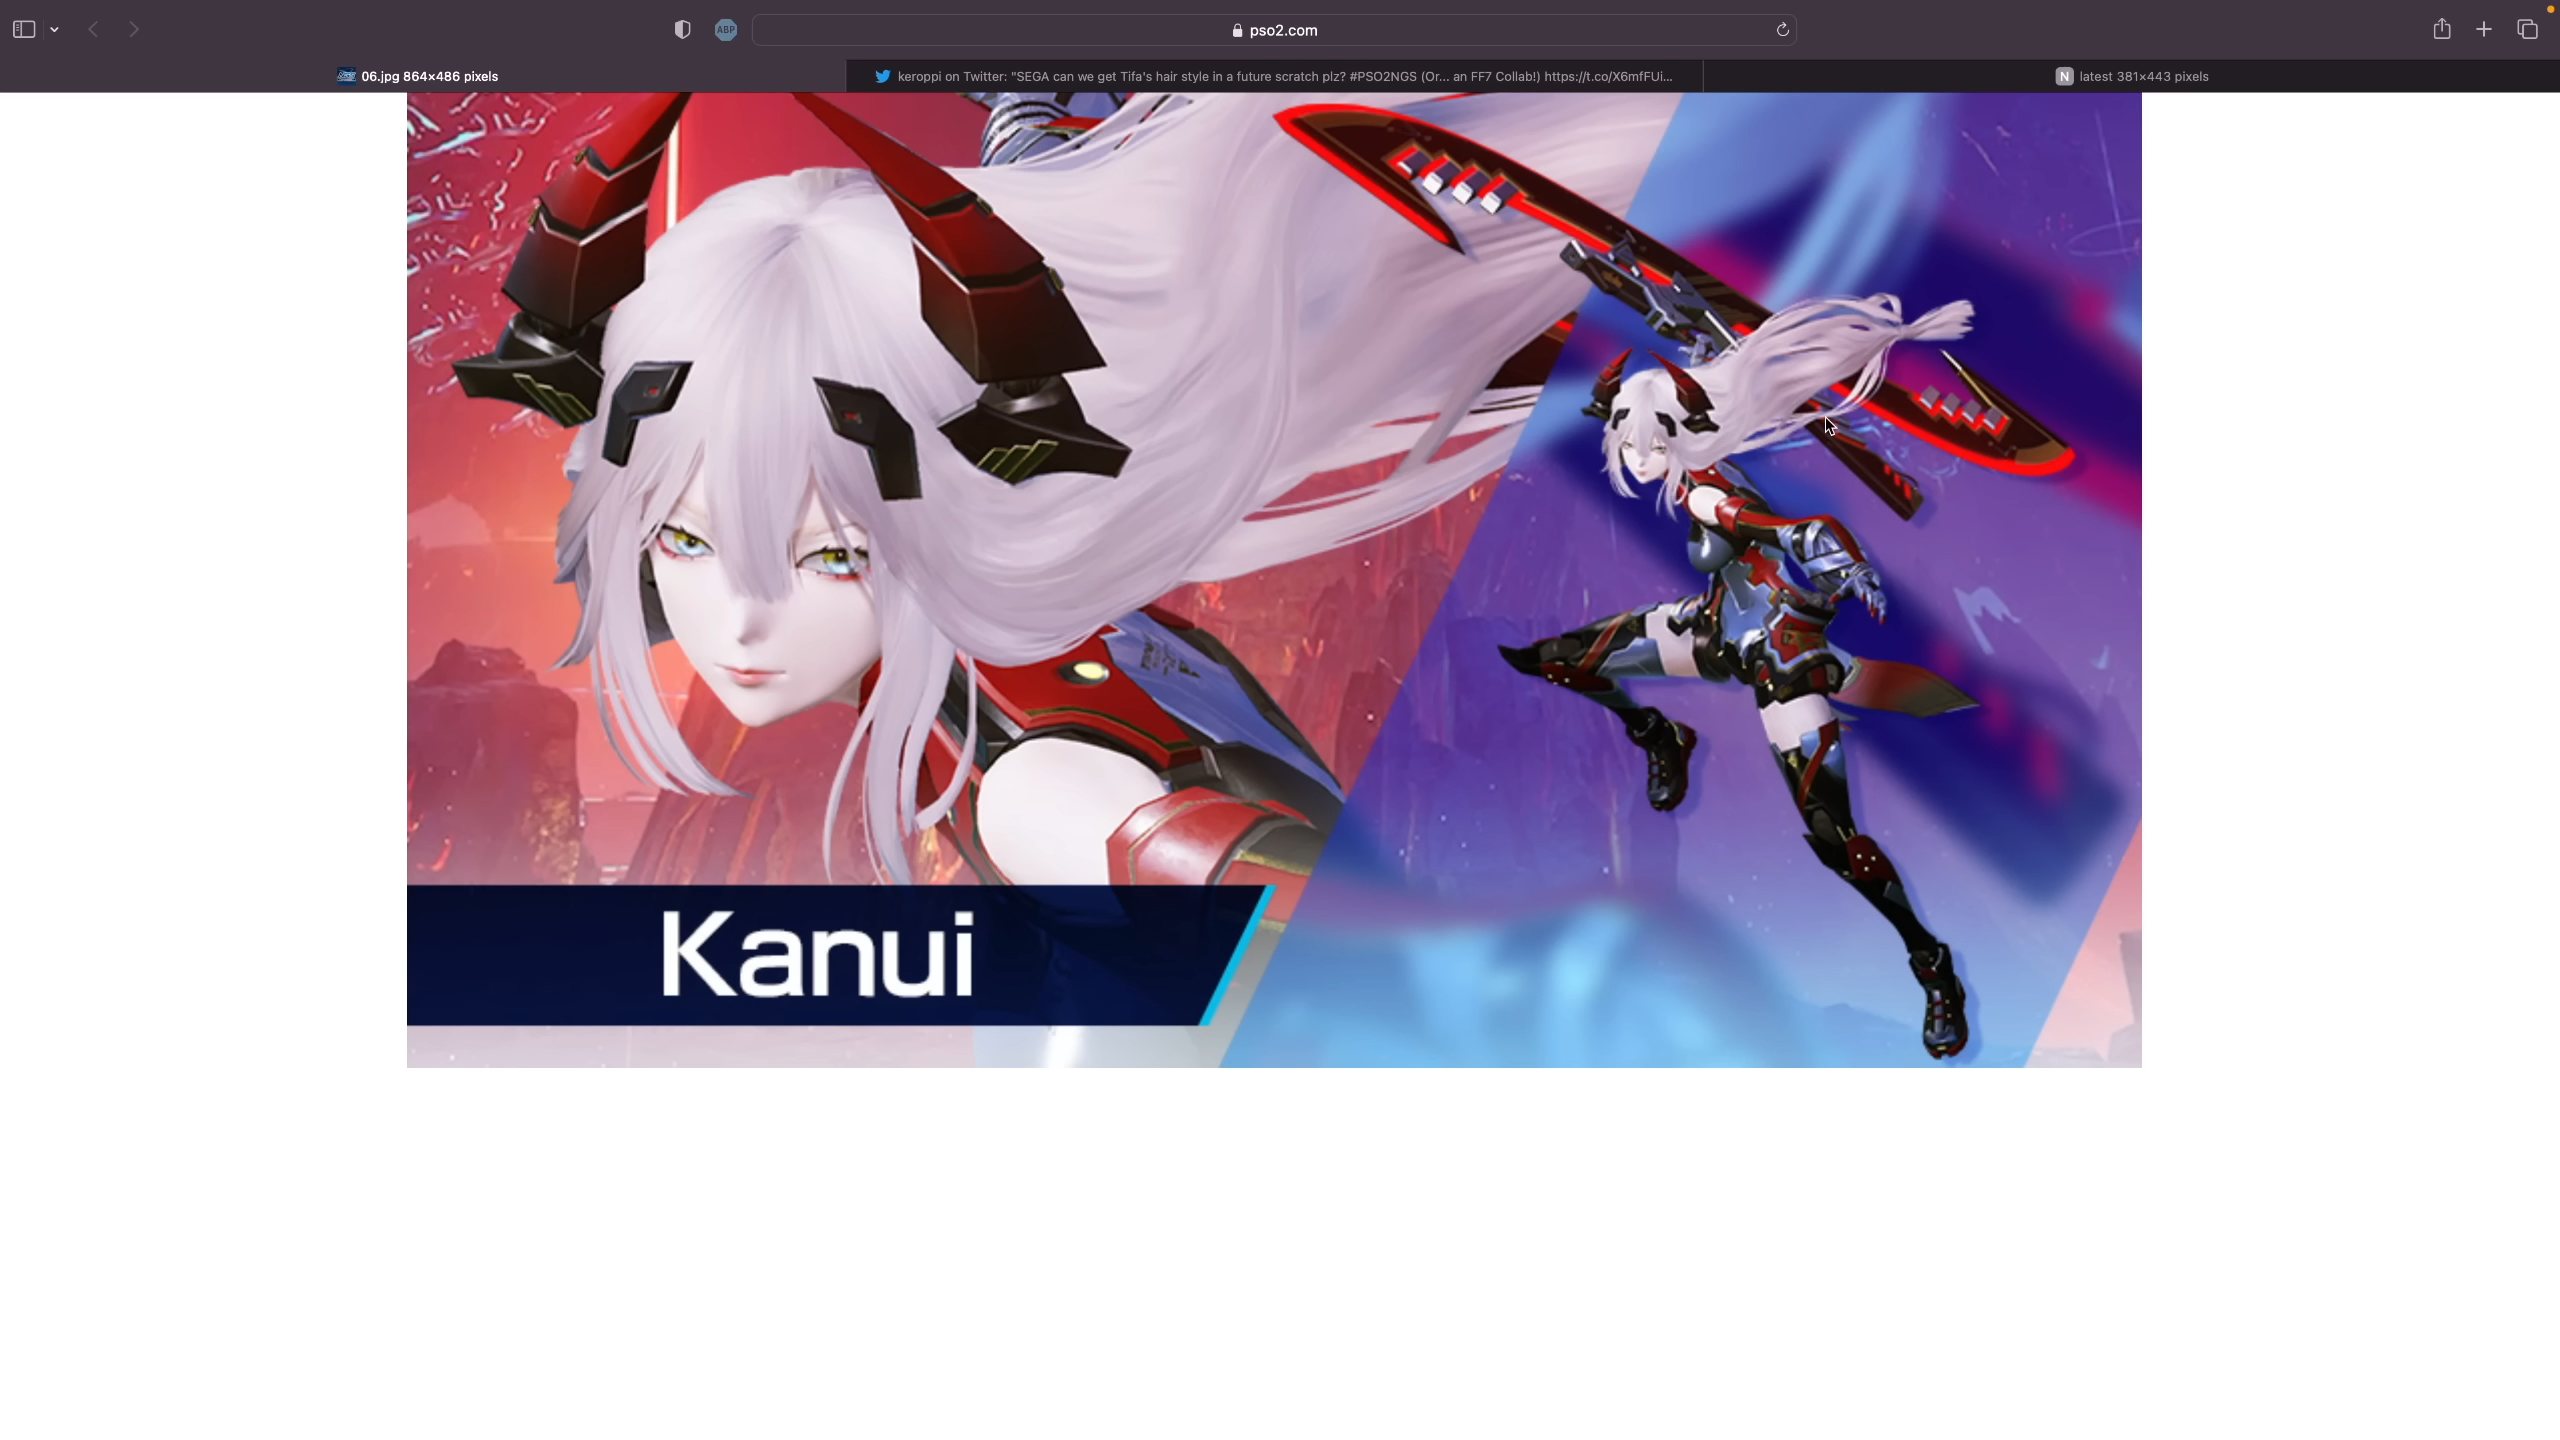 ABP
pso2.com
06.jpg 864×486 pixels
keroppi on Twitter: "SEGA can we get Tifa's hair style in a future scratch plz? #PSO2NGS (Or... an FF7 Collab!) https://t.co/X6mfFUi...
N latest 381×443 pixels
Kanui